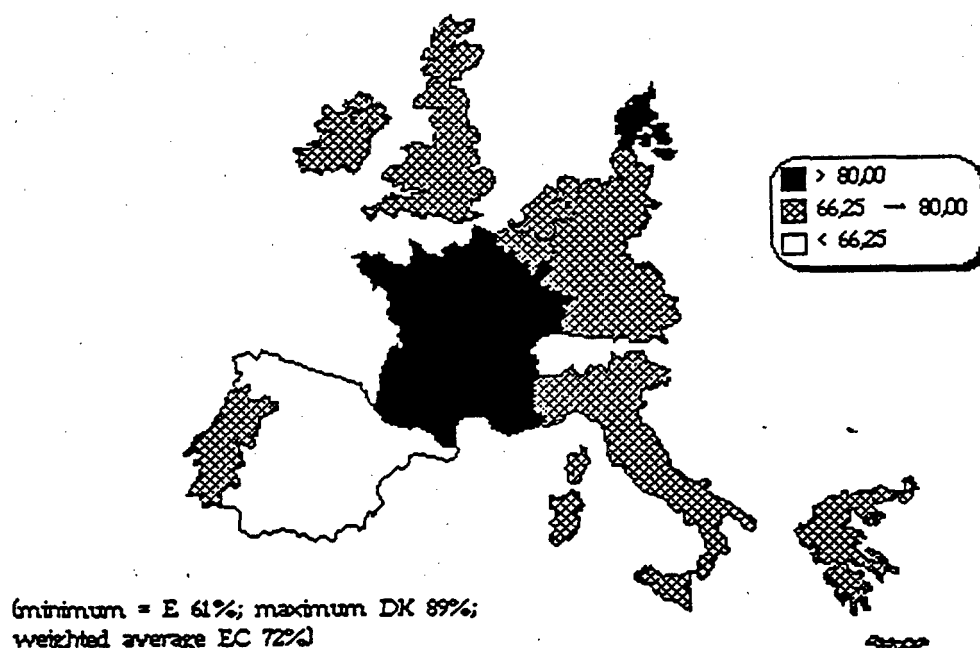 > 80,00
66,25 — 80,00
< 66,25
(minimum = E 61%; maximum DK 89%;
weighted average EC 72%)